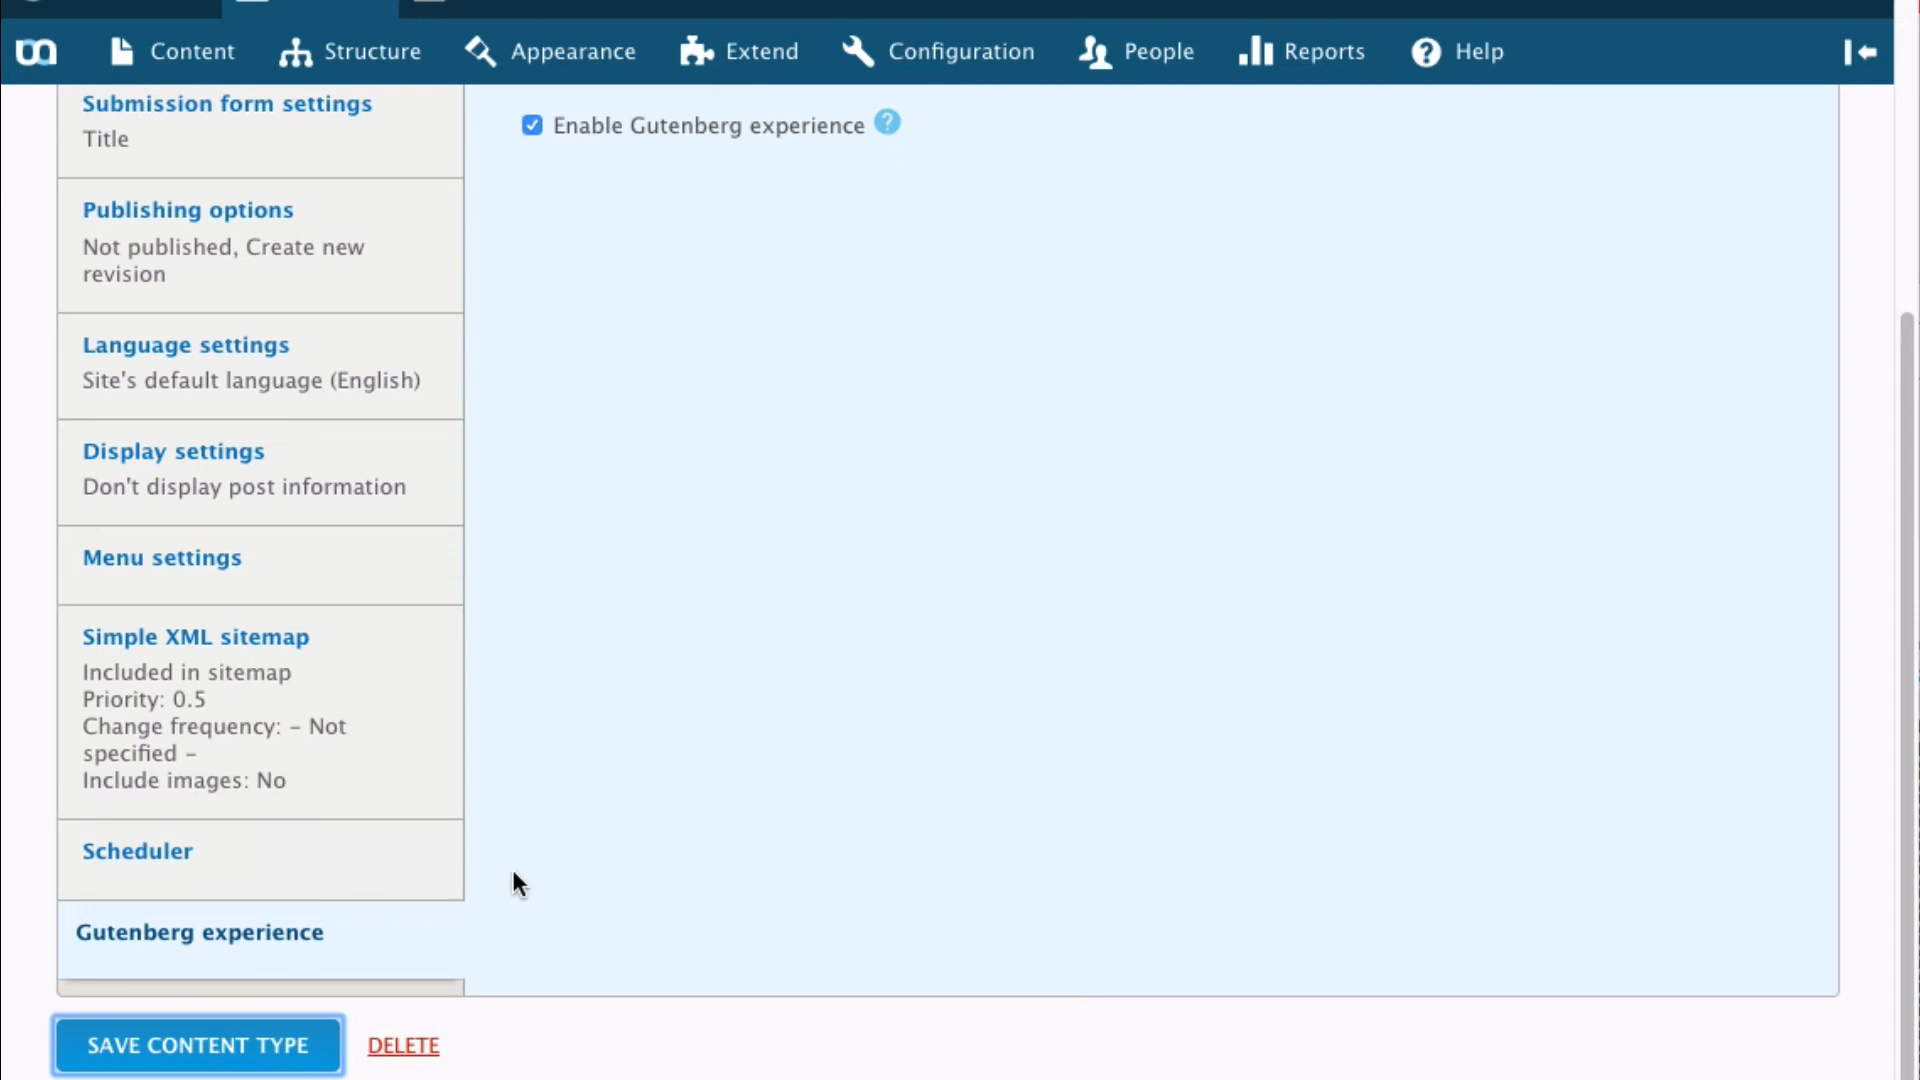 Content Structure Appearance Extend Configuration People Reports Help
Submission form settings
Title
Enable Gutenberg experience ?
Publishing options
Not published, Create new
revision
Language settings
Site's default language (English)
Display settings
Don't display post information
Menu settings
Simple XML sitemap
Included in sitemap
Priority: 0.5
Change frequency: – Not
specified –
Include images: No
Scheduler
Gutenberg experience
SAVE CONTENT TYPE DELETE